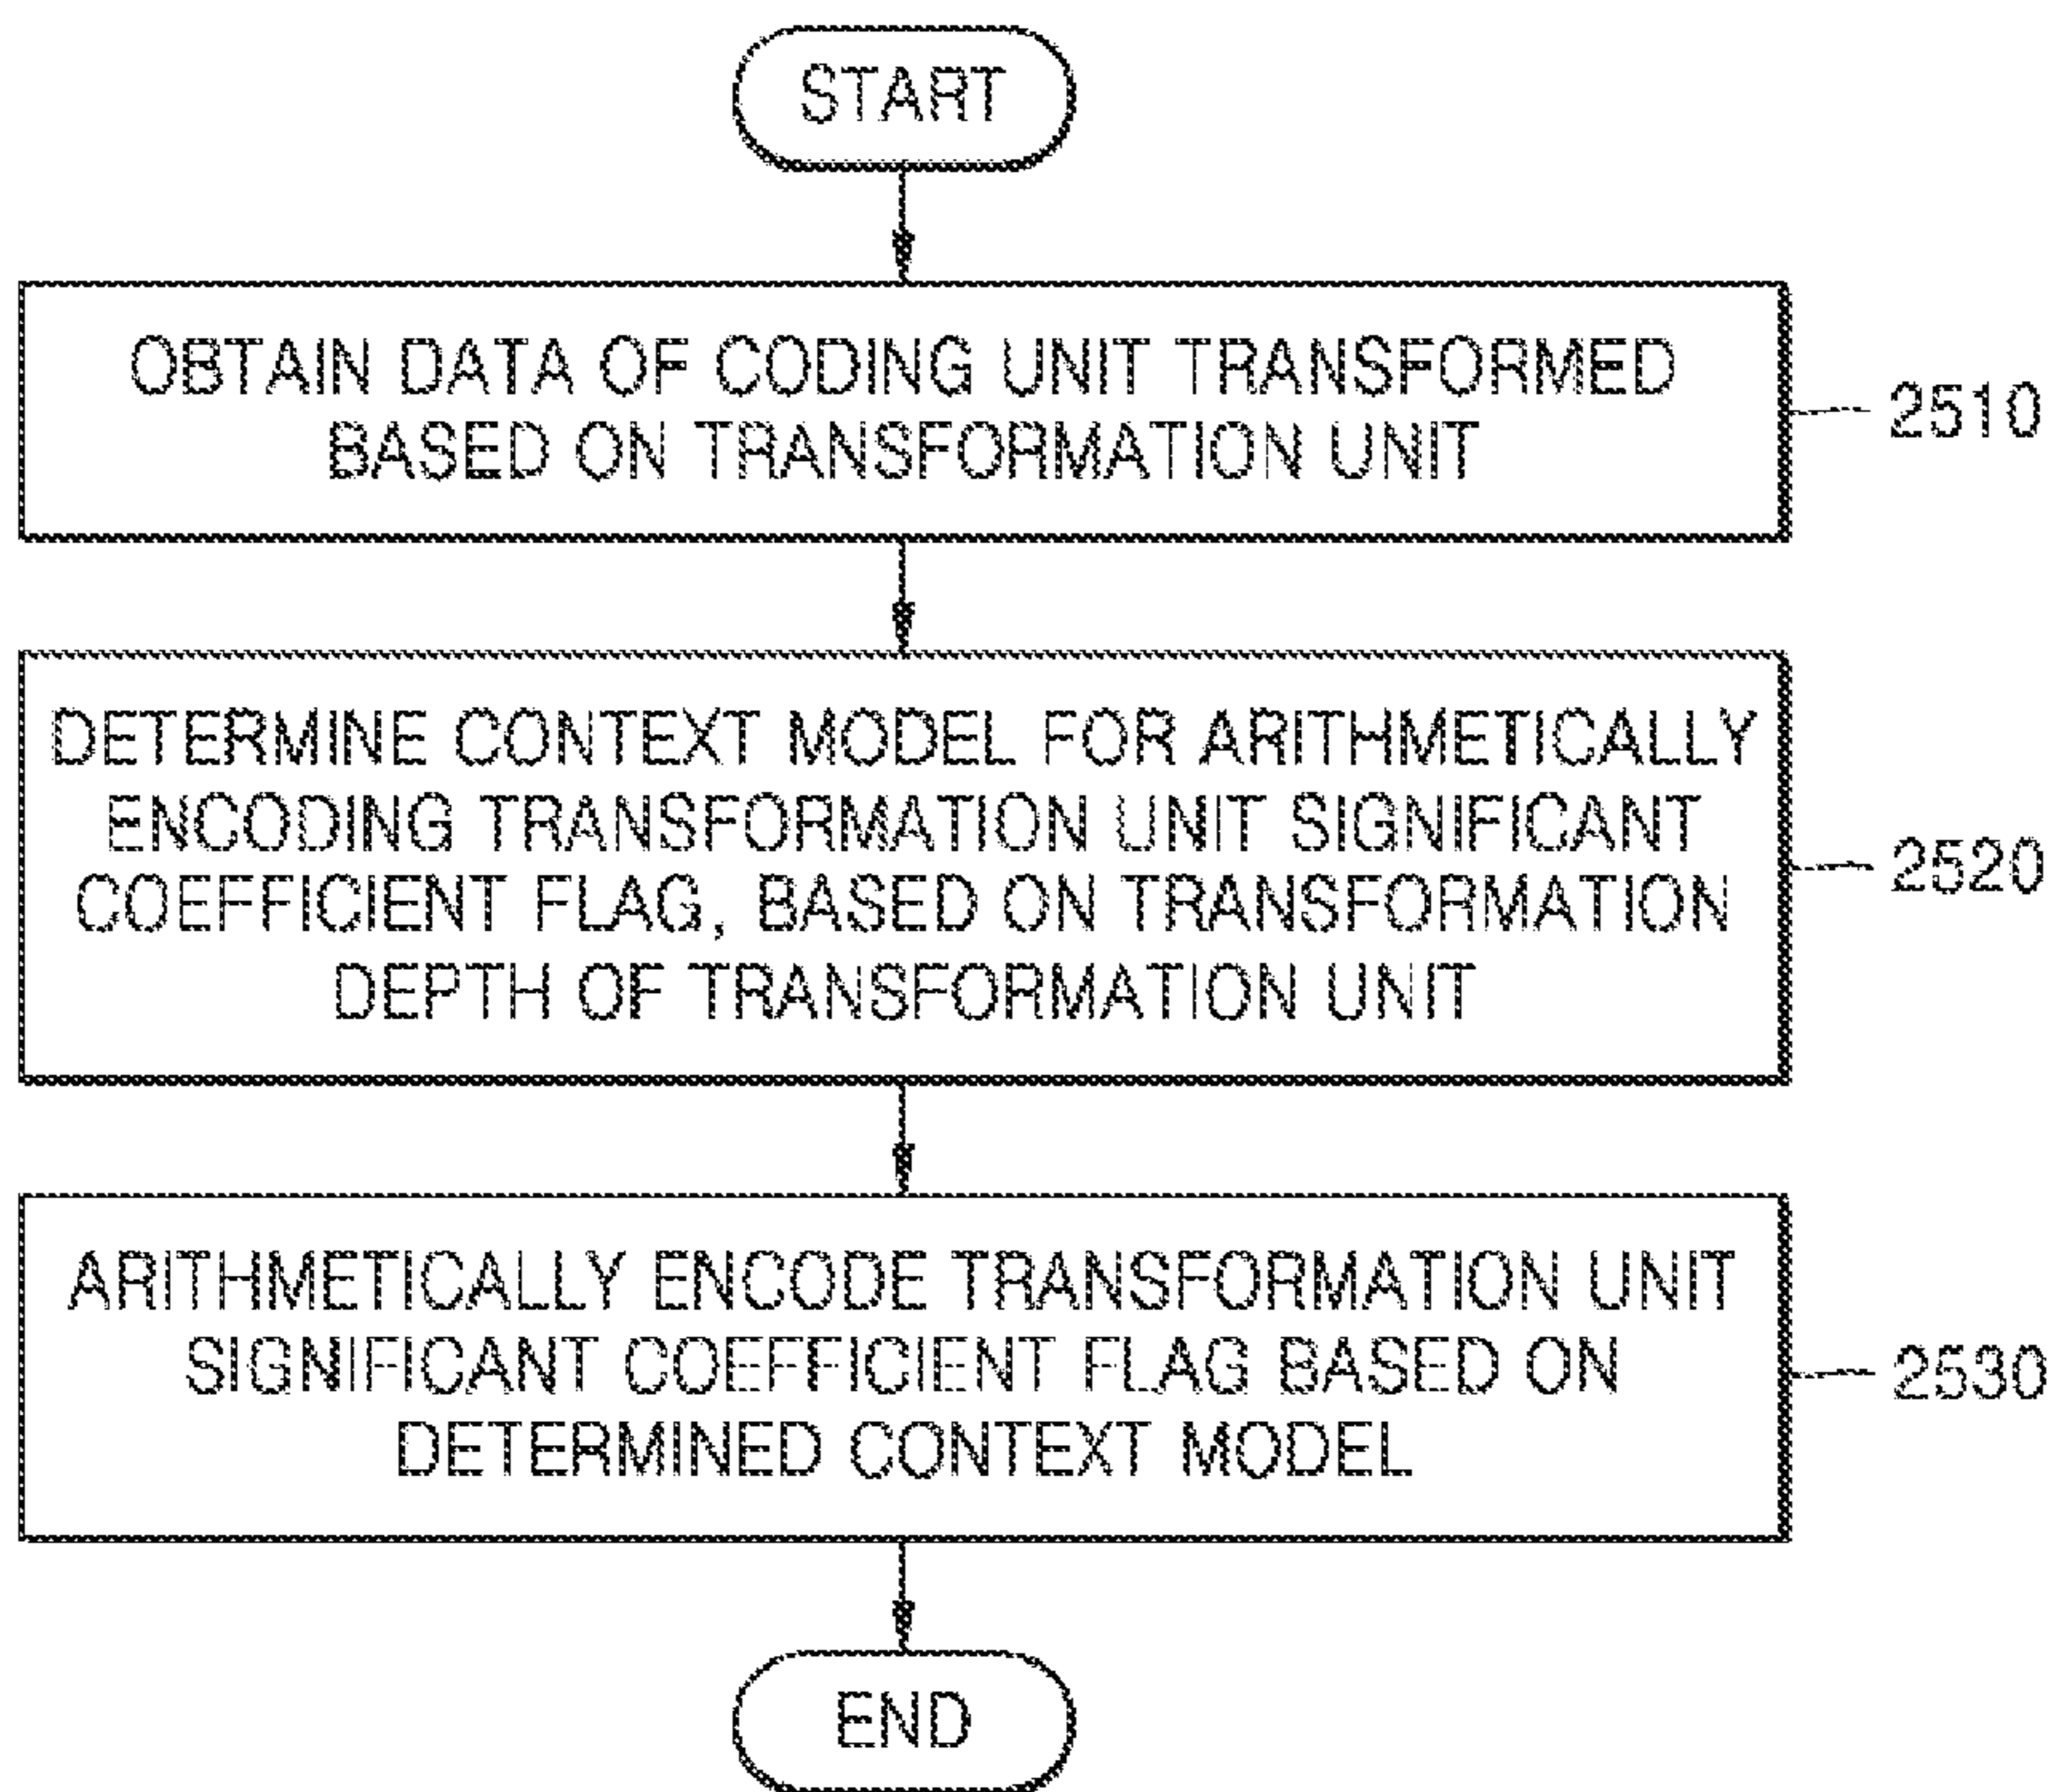 START
OBTAIN DATA OF CODING UNIT TRANSFORMED
BASED ON TRANSFORMATION UNIT
2510
DETERMINE CONTEXT MODEL FOR ARITHMETICALLY
ENCODING TRANSFORMATION UNIT SIGNIFICANT
COEFFICIENT FLAG, BASED ON TRANSFORMATION
DEPTH OF TRANSFORMATION UNIT
2520
ARITHMETICALLY ENCODE TRANSFORMATION UNIT
SIGNIFICANT COEFFICIENT FLAG BASED ON
DETERMINED CONTEXT MODEL
2530
END